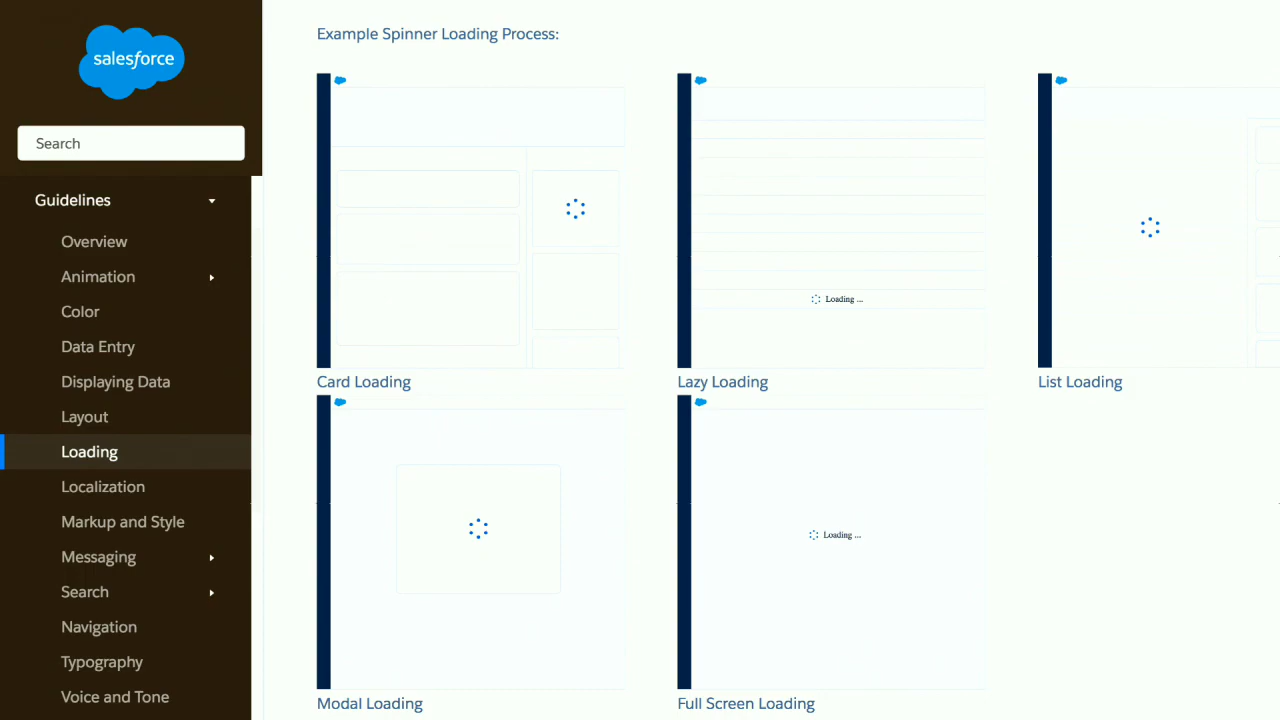 salesforce
Search
Guidelines
Overview
Animation
Color
Data Entry
Displaying Data
Layout
Loading
Localization
Markup and Style
Messaging
Search
Navigation
Typography
Voice and Tone
Example Spinner Loading Process:
Loading ...
Card Loading
Lazy Loading
List Loading
Loading ...
Modal Loading
Full Screen Loading